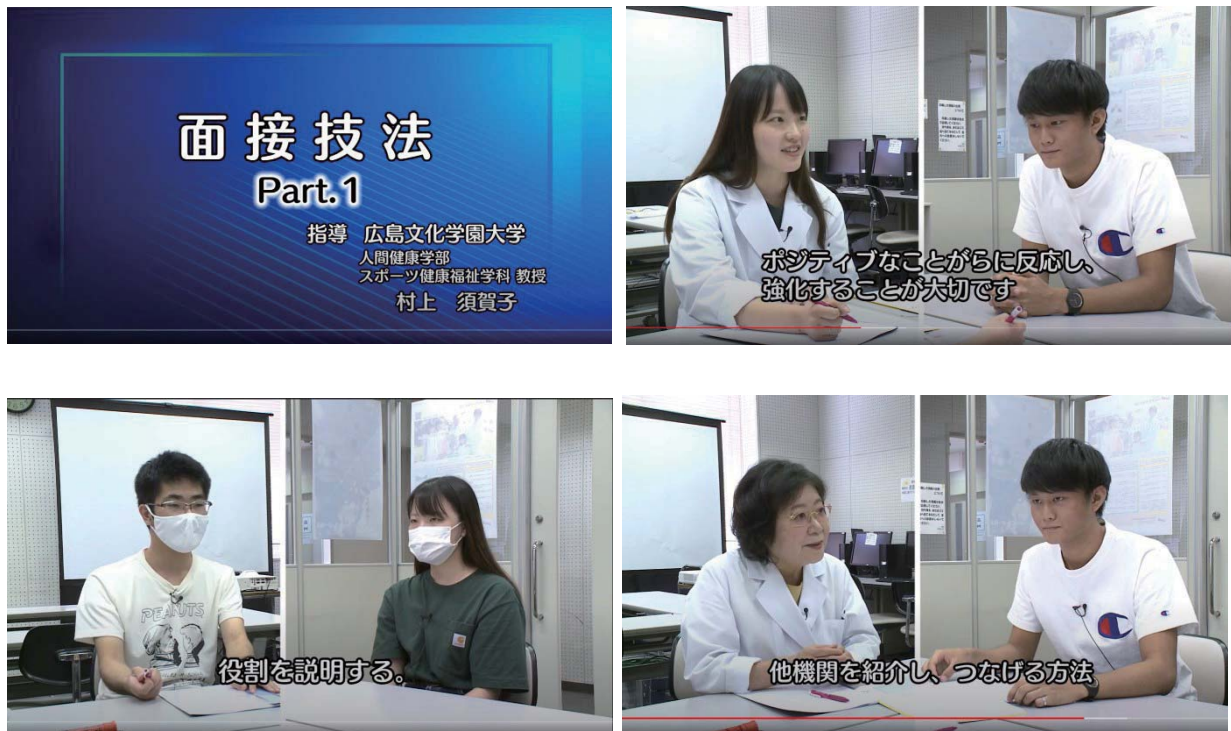 面接技法
Part.1
指導 広島文化学園大学
人間健康学部
スポーツ健康福祉学科 教授
村上 須賀子
ポジティブなことがらに反応し、
強化することが大切です
PEANUTS
carhartt
役割を説明する。
他機関を紹介し、つなげる方法